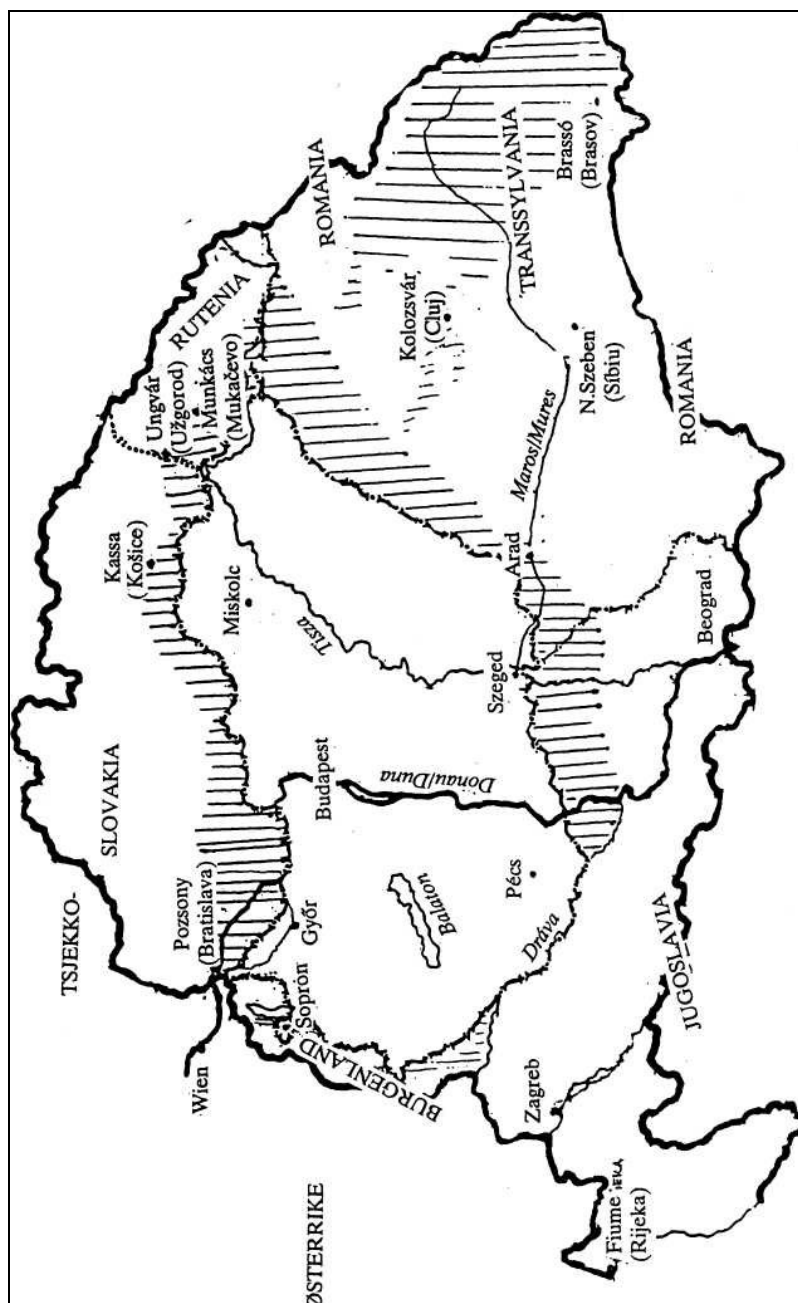 TSJEKKO-
SLOVAKIA
Kassa
(Košice)
Ungvár
(Užgorod)
RUTENIA
Munkács
(Mukačevo)
Pozsony
(Bratislava)
Wien
Miskolc
Soprón
Győr
ØSTERRIKE
Budapest
Tisza
ROMANIA
Donau/Duna
BURGENLAND
Kolozsvár
(Cluj)
Balaton
Szeged
Arad
Maros/Mures
TRANSSYLVANIA
Pécs
Dráva
Zagreb
N.Szeben
(Síbiu)
Brassó
(Brasov)
Fiume
(Rijeka)
JUGOSLAVIA
Beograd
ROMANIA